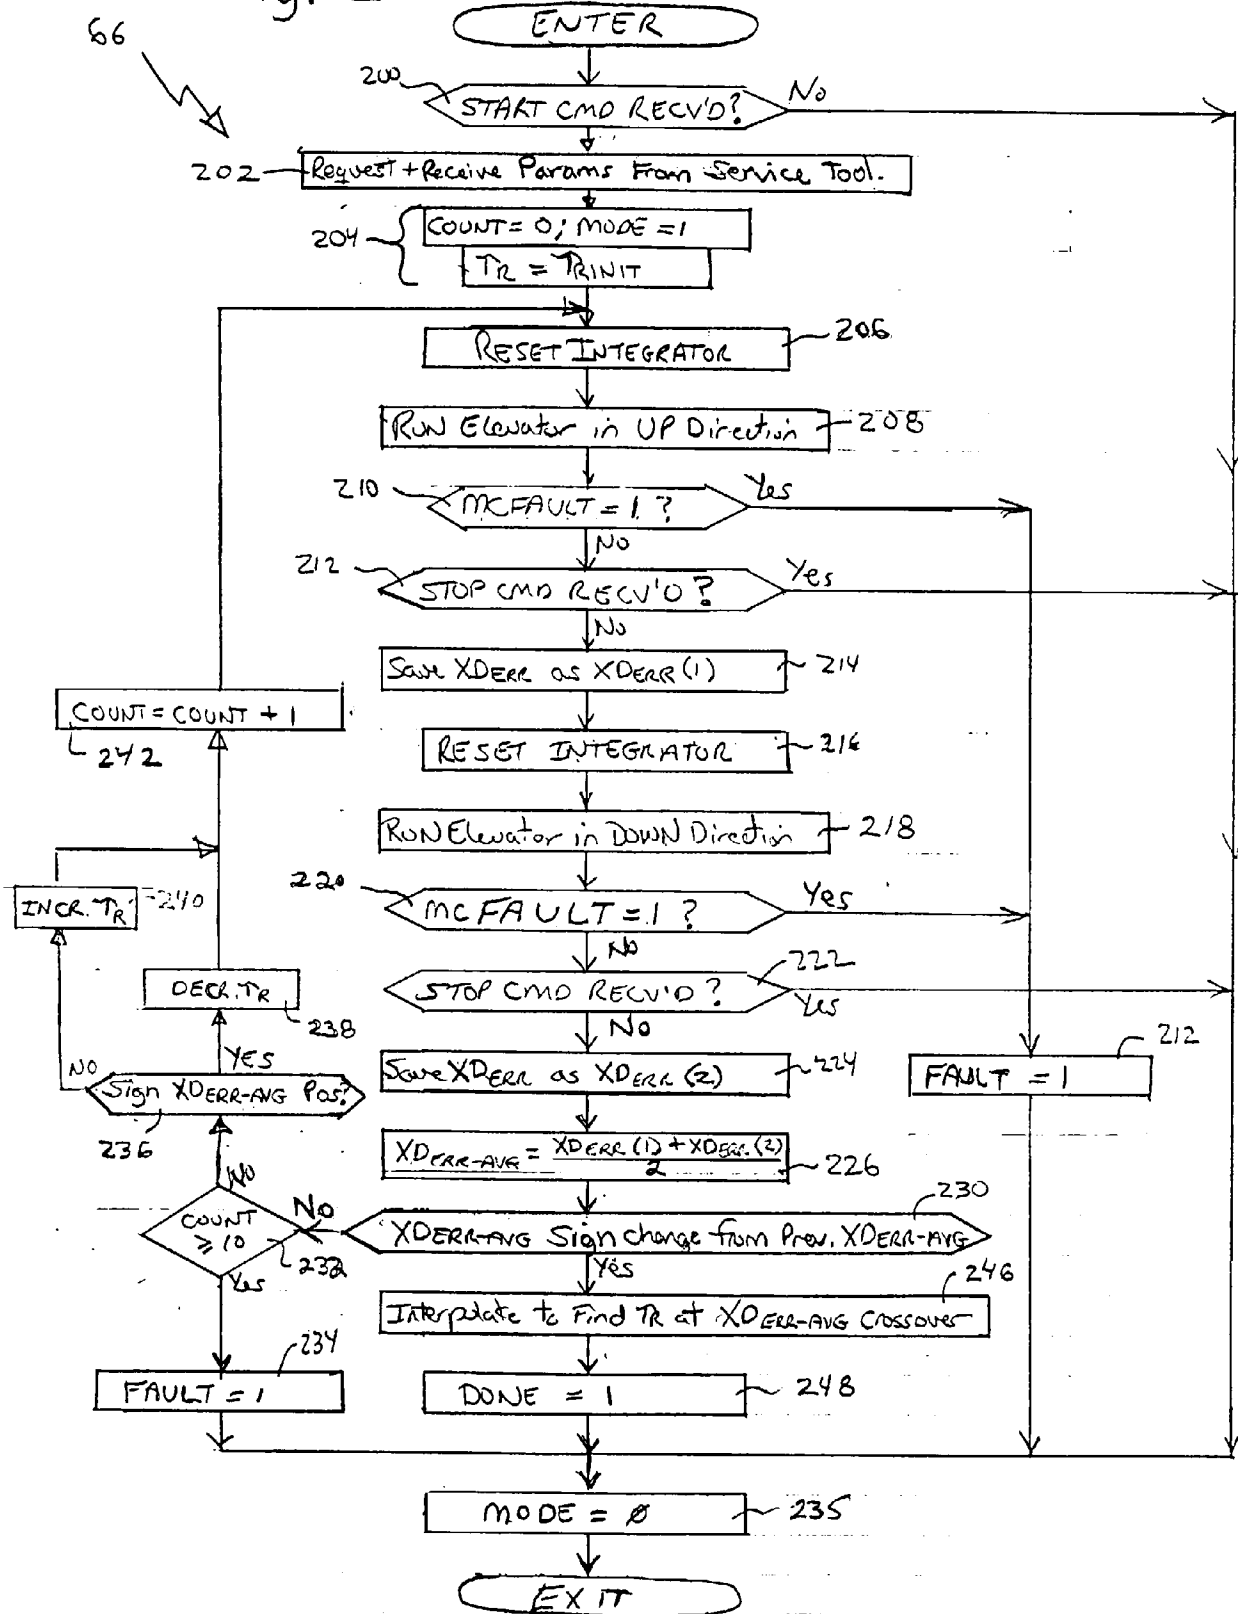 66
ENTER
200
START CMD RECV'D?
No
202
Request + Receive Params From Service Tool.
204
COUNT = 0; MODE = 1
TR = TRINIT
RESET INTEGRATOR
206
RUN Elevator in UP Direction
208
210
MCFAULT = 1 ?
Yes
No
212
STOP CMD RECV'D ?
Yes
No
Save XDERR as XDERR (1)
214
COUNT = COUNT + 1
242
RESET INTEGRATOR
216
RUN Elevator in DOWN Direction
218
INCR. TR
240
220
MCFAULT = 1 ?
Yes
No
DECR. TR
238
STOP CMD RECV'D ?
222
Yes
No
NO
YES
Sign XDERR-AVG Pos?
236
Save XDERR as XDERR (2)
224
212
FAULT = 1
XDERR-AVG = XDERR (1) + XDERR (2)
2
226
No
COUNT
≥ 10
232
Yes
No
XDERR-AVG Sign change from Prev. XDERR-AVG
230
Yes
Interpolate to Find TR at XDERR-AVG Crossover
246
234
FAULT = 1
DONE = 1
248
MODE = Ø
235
EXIT